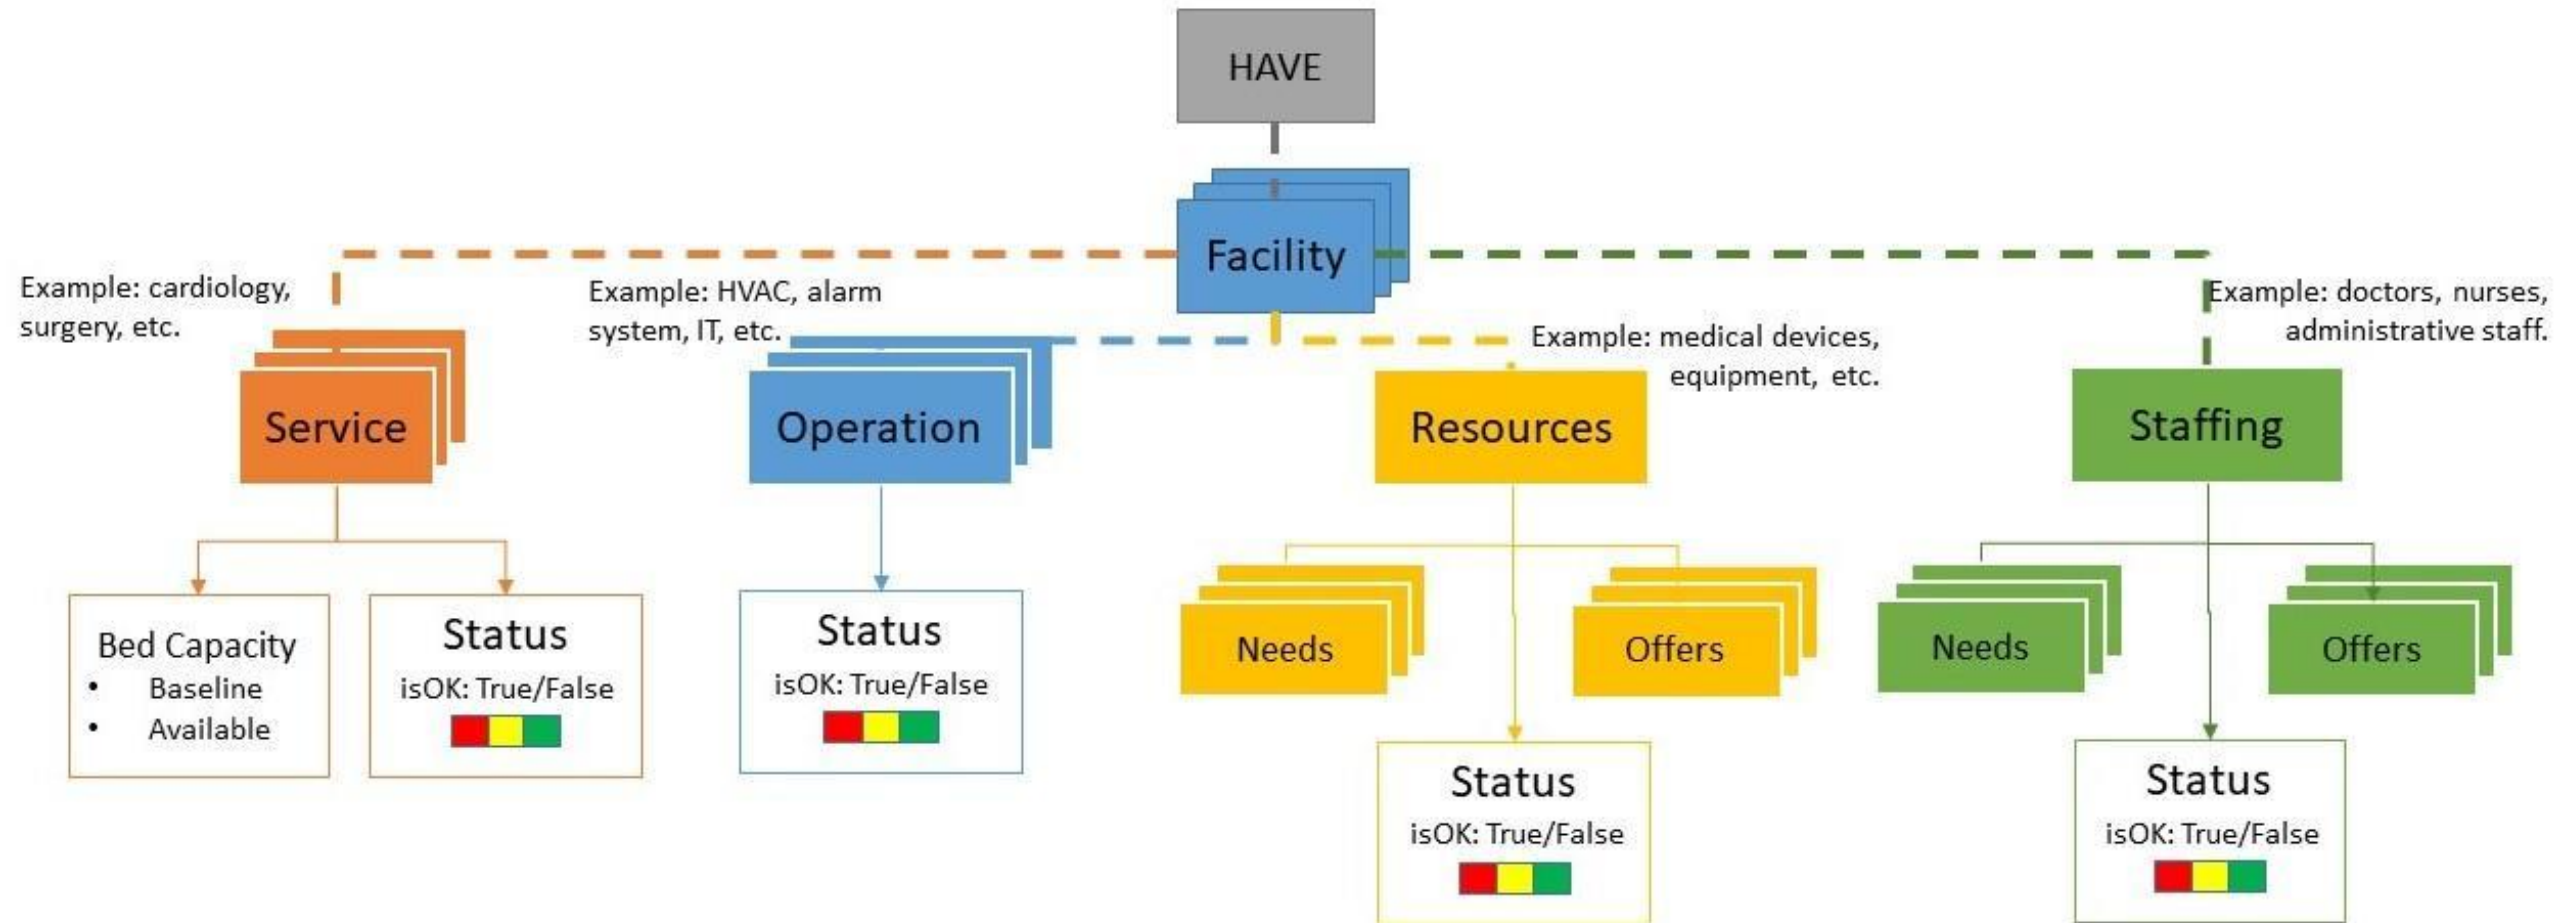 HAVE
Facility
Example: cardiology,
surgery, etc.
Example: HVAC, alarm
system, IT, etc.
Example: medical devices,
equipment, etc.
Example: doctors, nurses,
administrative staff.
Service
Operation
Resources
Staffing
Bed Capacity
• Baseline
• Available
Status
isOK: True/False
Status
isOK: True/False
Needs
Offers
Status
isOK: True/False
Needs
Offers
Status
isOK: True/False